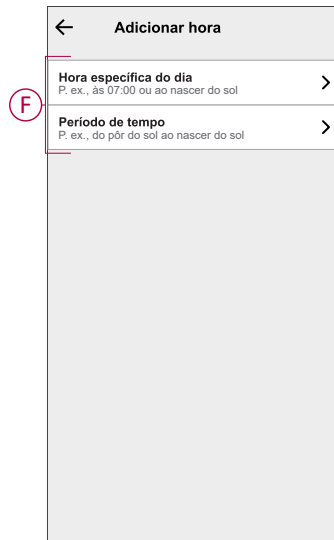 Adicionar hora
Hora específica do dia
P. ex., às 07:00 ou ao nascer do sol
F
Período de tempo
P. ex., do pôr do sol ao nascer do sol